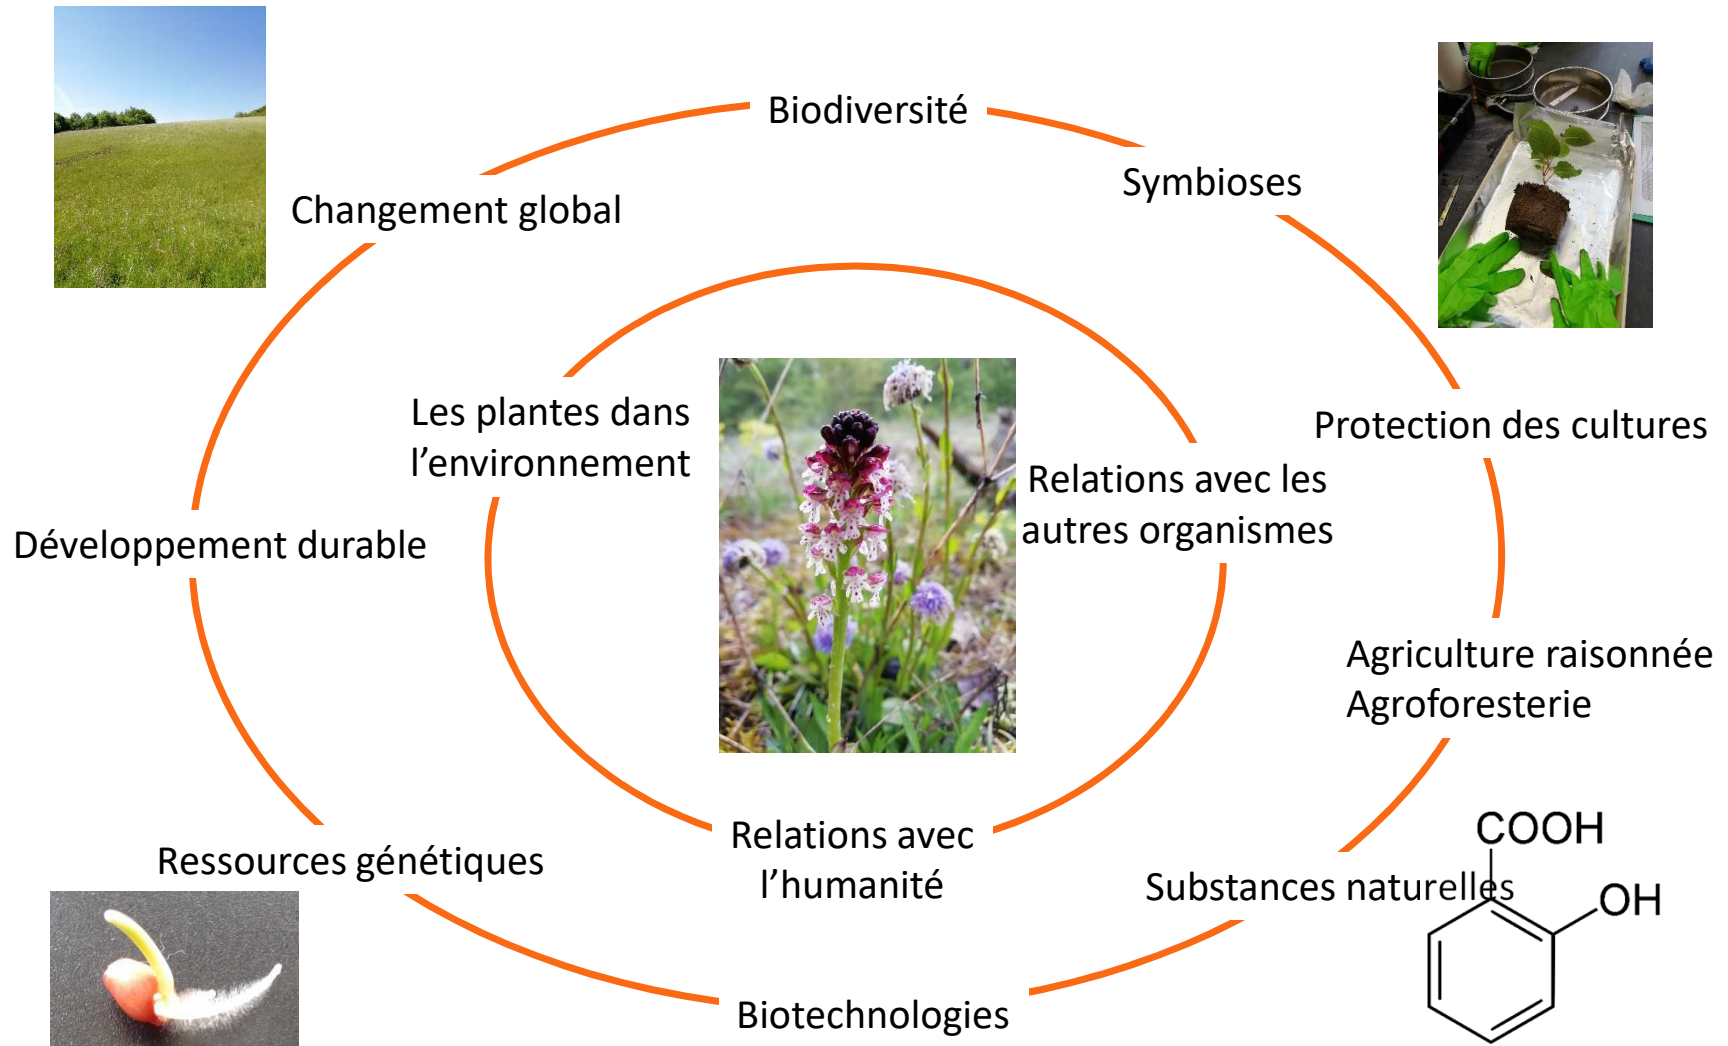 Biodiversité
Symbioses
Changement global
Les plantes dans
l’environnement
Protection des cultures
Relations avec les
autres organismes
Développement durable
Agriculture raisonnée
Agroforesterie
Relations avec
l’humanité
Ressources génétiques
Substances naturelles
COOH
OH
Biotechnologies